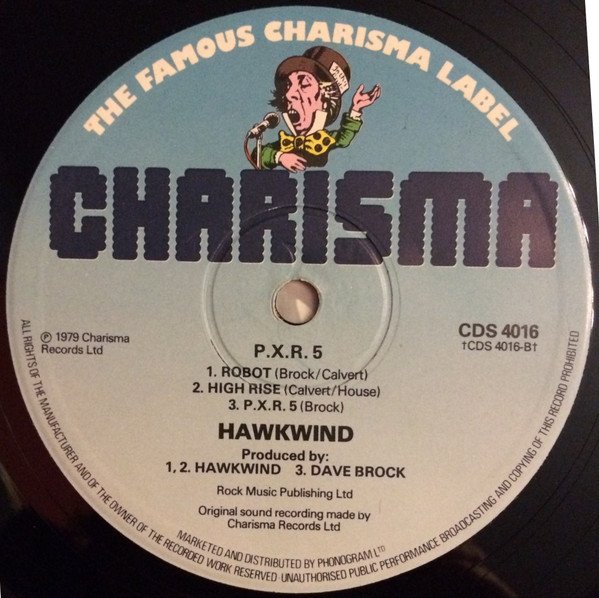 THE FAMOUS CHARISMA LABEL
CHARISMA
℗ 1979 Charisma
Records Ltd
CDS 4016
†CDS 4016-B†
P.X.R. 5
1. ROBOT (Brock/Calvert)
2. HIGH RISE (Calvert/House)
3. P.X.R. 5 (Brock)
HAWKWIND
Produced by:
1, 2. HAWKWIND 3. DAVE BROCK
Rock Music Publishing Ltd
Original sound recording made by
Charisma Records Ltd
MARKETED AND DISTRIBUTED BY PHONOGRAM LTD
ALL RIGHTS OF THE MANUFACTURER AND OF THE OWNER OF THE RECORDED WORK RESERVED UNAUTHORISED PUBLIC PERFORMANCE BROADCASTING AND COPYING OF THIS RECORD PROHIBITED